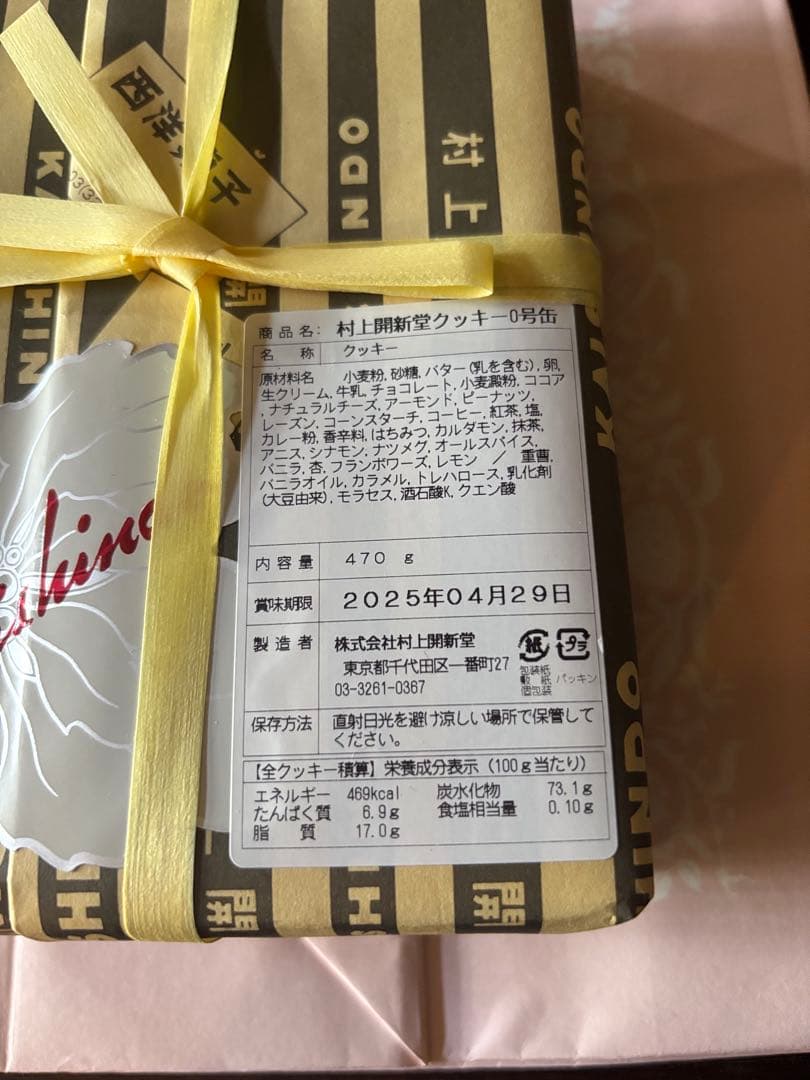 西洋菓子
村上
KAISHINDO
商品名: 村上開新堂クッキー0号缶
名 称 クッキー
原材料名 小麦粉, 砂糖, バター(乳を含む), 卵,
生クリーム, 牛乳, チョコレート, 小麦澱粉, ココア
, ナチュラルチーズ, アーモンド, ピーナッツ,
レーズン, コーンスターチ, コーヒー, 紅茶, 塩,
カレー粉, 香辛料, はちみつ, カルダモン, 抹茶,
アニス, シナモン, ナツメグ, オールスパイス,
バニラ, 杏, フランボワーズ, レモン ／ 重曹,
バニラオイル, カラメル, トレハロース, 乳化剤
(大豆由来), モラセス, 酒石酸K, クエン酸
内容量 470 g
賞味期限 2025年04月29日
製造者 株式会社村上開新堂
東京都千代田区一番町27
03-3261-0367
紙 プラ
包装紙
敷 紙 パッキン
個包装
保存方法 直射日光を避け涼しい場所で保管して
ください。
【全クッキー積算】栄養成分表示(100g当たり)
エネルギー 469kcal 炭水化物 73.1g
たんぱく質 6.9g 食塩相当量 0.10g
脂 質 17.0g
開
開
開